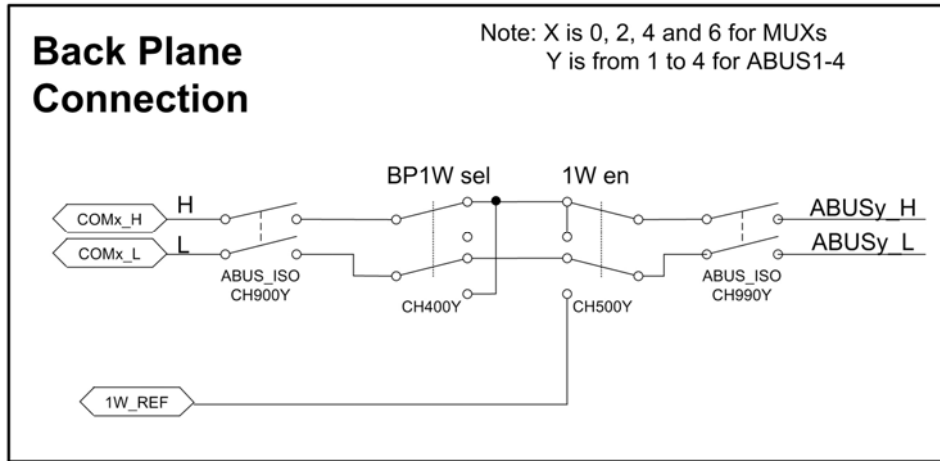 Back Plane
Connection
Note: X is 0, 2, 4 and 6 for MUXs
Y is from 1 to 4 for ABUS1-4
BP1W sel
1W en
COMx_H
H
ABUSy_H
COMx_L
L
ABUSy_L
ABUS_ISO
CH900Y
CH400Y
CH500Y
ABUS_ISO
CH990Y
1W_REF